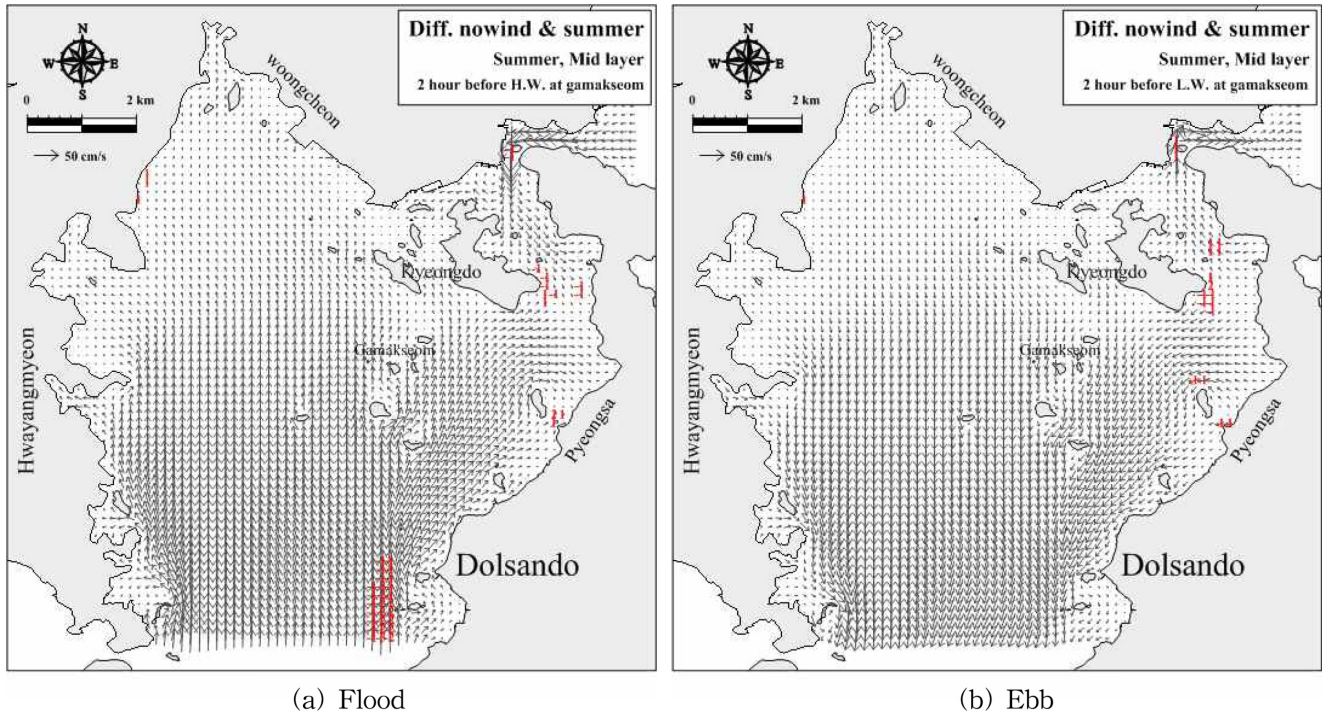 Diff. nowind & summer
Summer, Mid layer
2 hour before H.W. at gamakseom
N
W E
S
0 2 km
50 cm/s
woongcheon
Kyeongdo
Gamakseom
Hwayangmyeon
Pyeongsa
Dolsando
(a) Flood
Diff. nowind & summer
Summer, Mid layer
2 hour before L.W. at gamakseom
N
W E
S
0 2 km
50 cm/s
woongcheon
Kyeongdo
Gamakseom
Hwayangmyeon
Pyeongsa
Dolsando
(b) Ebb